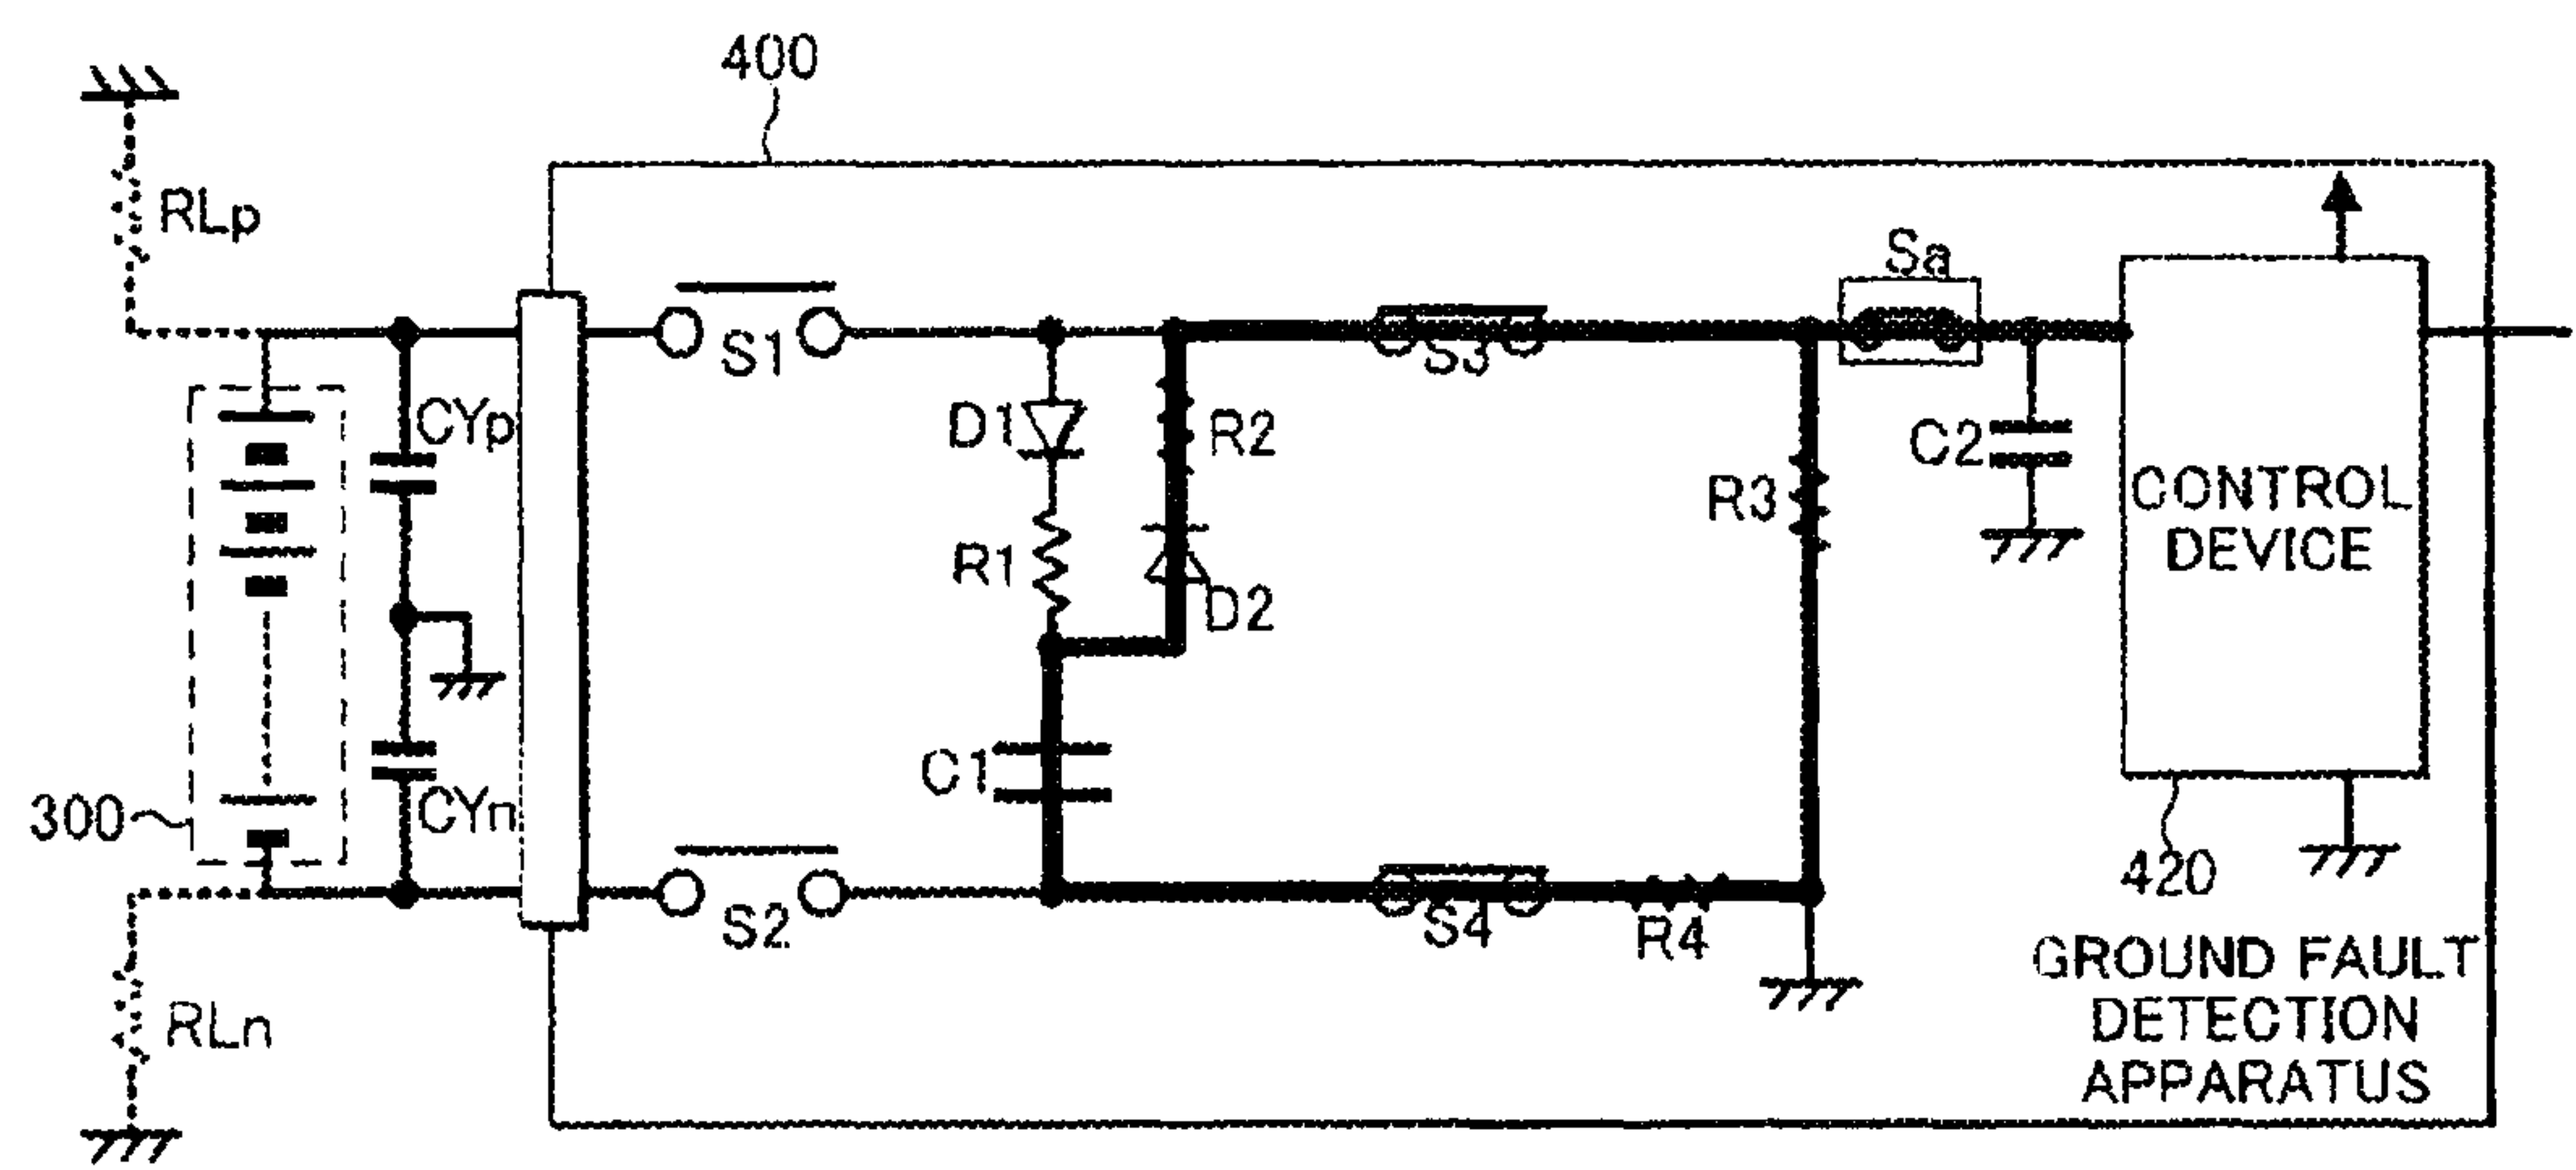 400
RLp
Sa
S1
S3
CYp
D1
R2
C2
R3
CONTROL
DEVICE
R1
D2
C1
300
CYn
S2
S4
R4
420
GROUND FAULT
DETECTION
APPARATUS
RLn